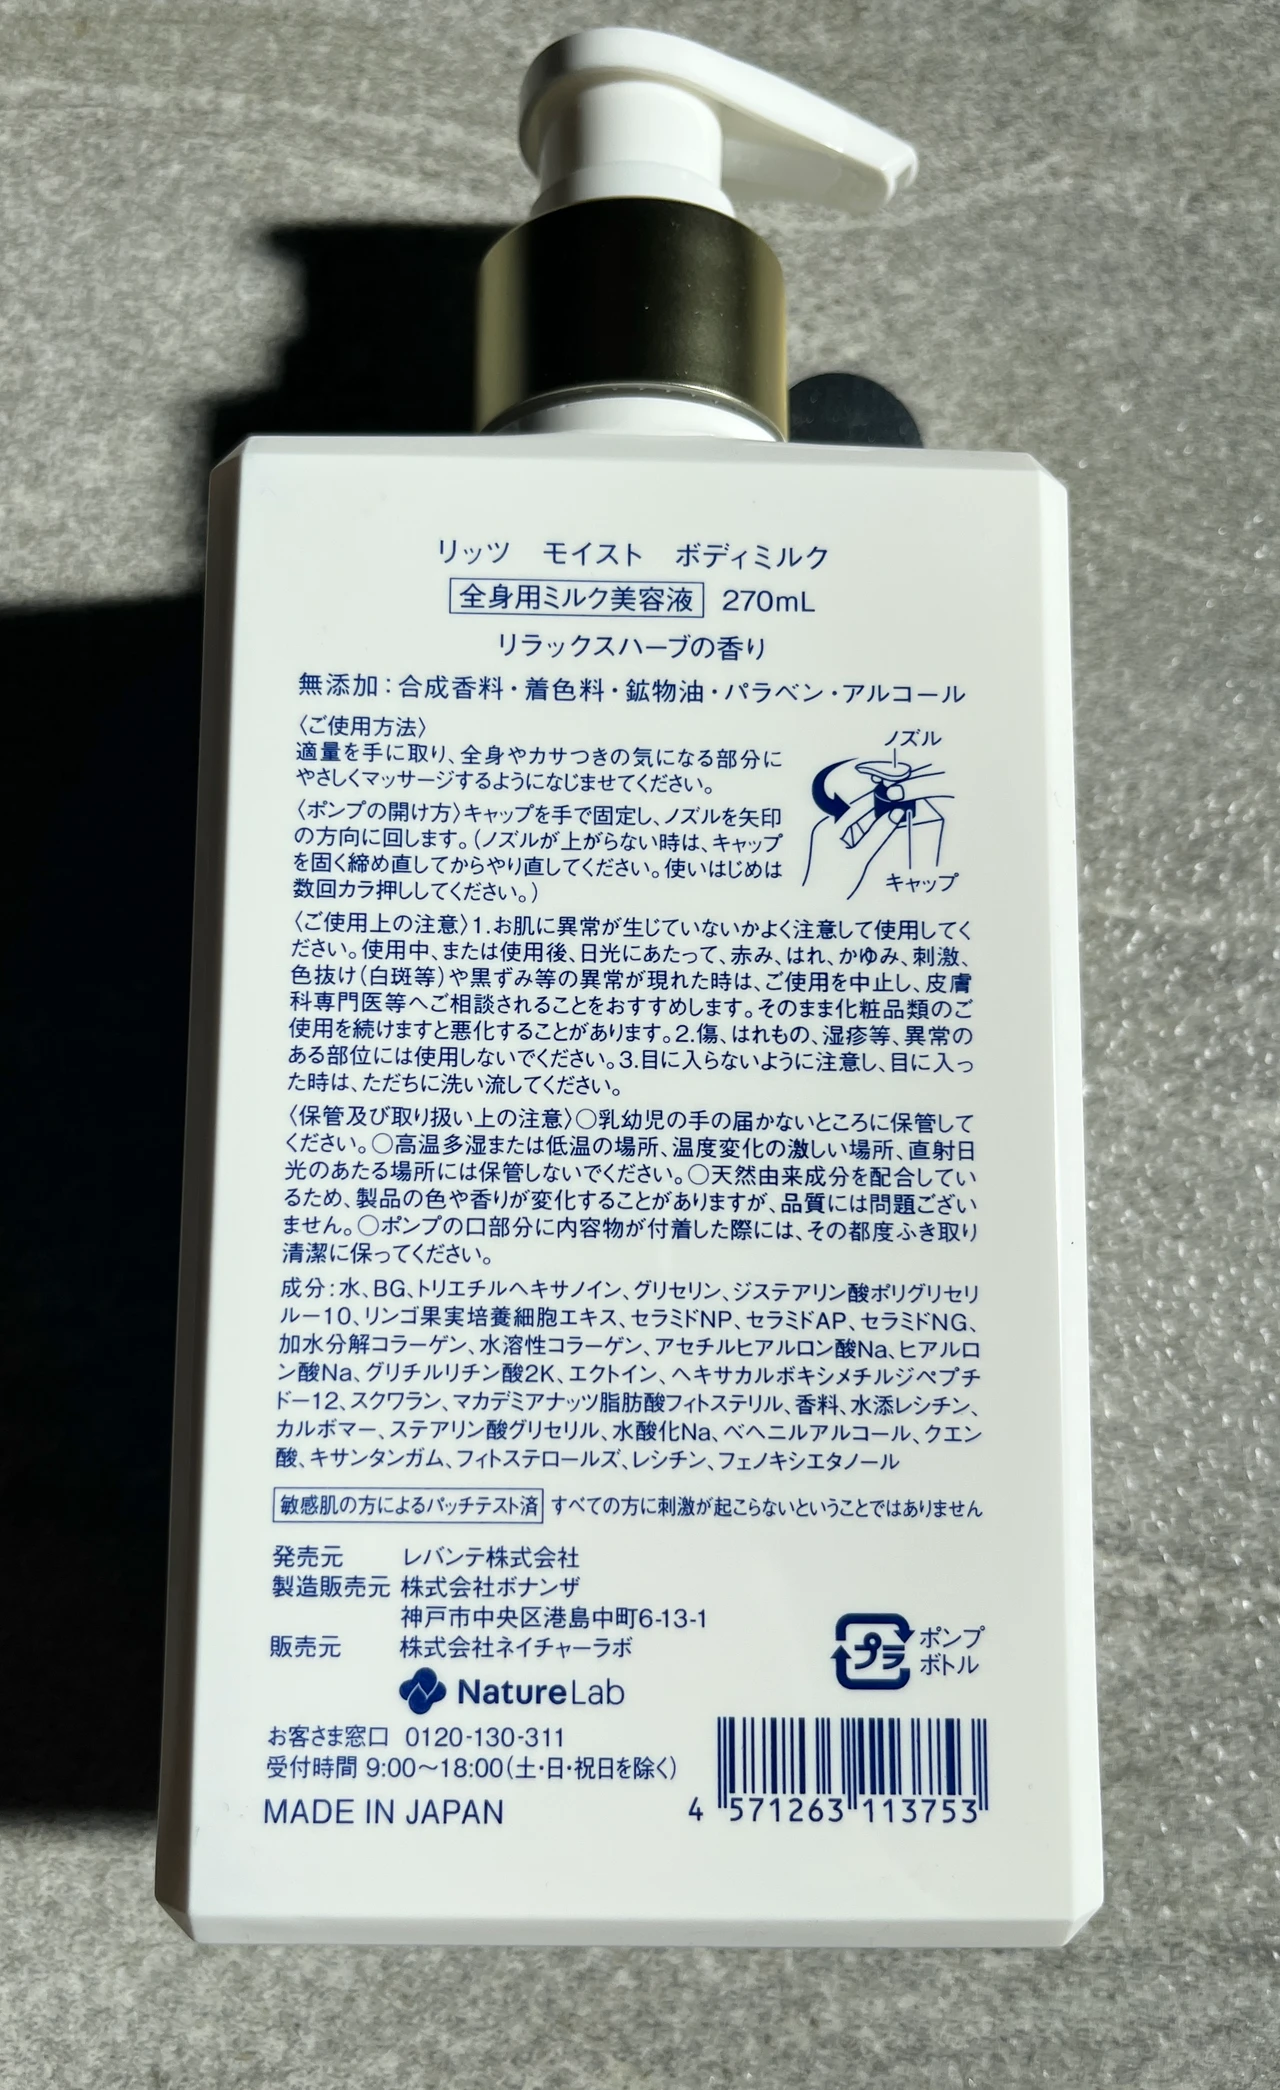 リッツ モイスト ボディミルク
全身用ミルク美容液 270mL
リラックスハーブの香り
無添加：合成香料・着色料・鉱物油・パラベン・アルコール
〈ご使用方法〉
適量を手に取り、全身やカサつきの気になる部分に
やさしくマッサージするようになじませてください。
〈ポンプの開け方〉キャップを手で固定し、ノズルを矢印
の方向に回します。(ノズルが上がらない時は、キャップ
を固く締め直してからやり直してください。使いはじめは
数回カラ押ししてください。)
ノズル
キャップ
〈ご使用上の注意〉1.お肌に異常が生じていないかよく注意して使用してく
ださい。使用中、または使用後、日光にあたって、赤み、はれ、かゆみ、刺激、
色抜け(白斑等)や黒ずみ等の異常が現れた時は、ご使用を中止し、皮膚
科専門医等へご相談されることをおすすめします。そのまま化粧品類のご
使用を続けますと悪化することがあります。2.傷、はれもの、湿疹等、異常の
ある部位には使用しないでください。3.目に入らないように注意し、目に入っ
た時は、ただちに洗い流してください。
〈保管及び取り扱い上の注意〉○乳幼児の手の届かないところに保管して
ください。○高温多湿または低温の場所、温度変化の激しい場所、直射日
光のあたる場所には保管しないでください。○天然由来成分を配合してい
るため、製品の色や香りが変化することがありますが、品質には問題ござい
ません。○ポンプの口部分に内容物が付着した際には、その都度ふき取り
清潔に保ってください。
成分：水、BG、トリエチルヘキサノイン、グリセリン、ジステアリン酸ポリグリセリ
ル－10、リンゴ果実培養細胞エキス、セラミドNP、セラミドAP、セラミドNG、
加水分解コラーゲン、水溶性コラーゲン、アセチルヒアルロン酸Na、ヒアルロ
ン酸Na、グリチルリチン酸2K、エクトイン、ヘキサカルボキシメチルジペプチ
ド－12、スクワラン、マカデミアナッツ脂肪酸フィトステリル、香料、水添レシチン、
カルボマー、ステアリン酸グリセリル、水酸化Na、ベヘニルアルコール、クエン
酸、キサンタンガム、フィトステロールズ、レシチン、フェノキシエタノール
敏感肌の方によるパッチテスト済 すべての方に刺激が起こらないということではありません
発売元 レバンテ株式会社
製造販売元 株式会社ボナンザ
神戸市中央区港島中町6-13-1
販売元 株式会社ネイチャーラボ
NatureLab
プラ ポンプ
ボトル
お客さま窓口 0120-130-311
受付時間 9:00～18:00(土・日・祝日を除く)
MADE IN JAPAN
4 571263 113753